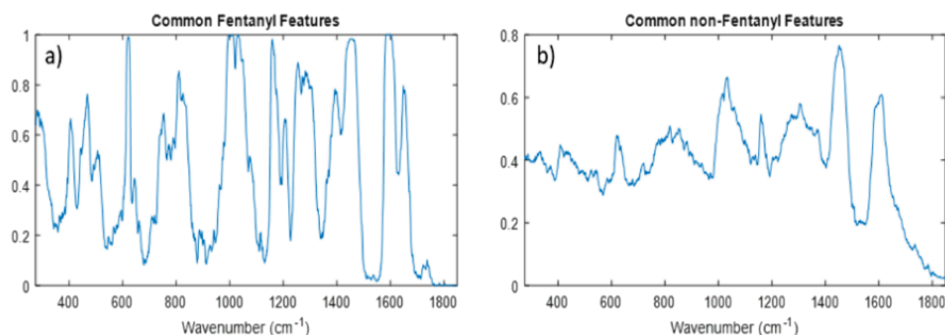 Common Fentanyl Features
a)
1
0.8
0.6
0.4
0.2
0
400 600 800 1000 1200 1400 1600 1800
Wavenumber (cm-1)
Common non-Fentanyl Features
b)
0.8
0.6
0.4
0.2
0
400 600 800 1000 1200 1400 1600 1800
Wavenumber (cm-1)